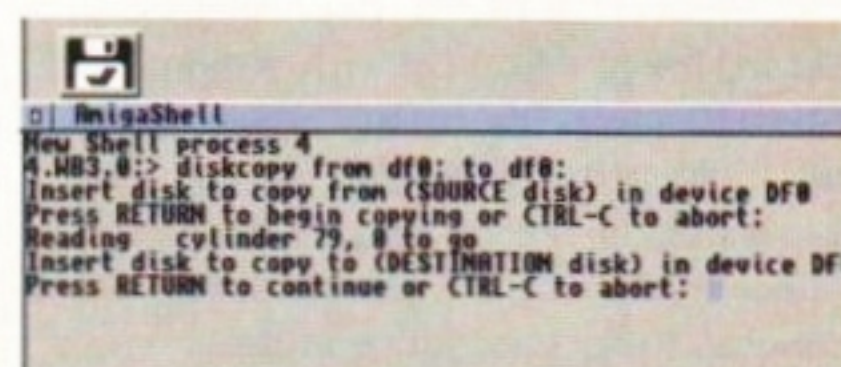 AmigaShell
New Shell process 4
4.WB3.0:> diskcopy from df0: to df0:
Insert disk to copy from (SOURCE disk) in device DF0
Press RETURN to begin copying or CTRL-C to abort:
Reading cylinder 79, 0 to go
Insert disk to copy to (DESTINATION disk) in device DF
Press RETURN to continue or CTRL-C to abort: